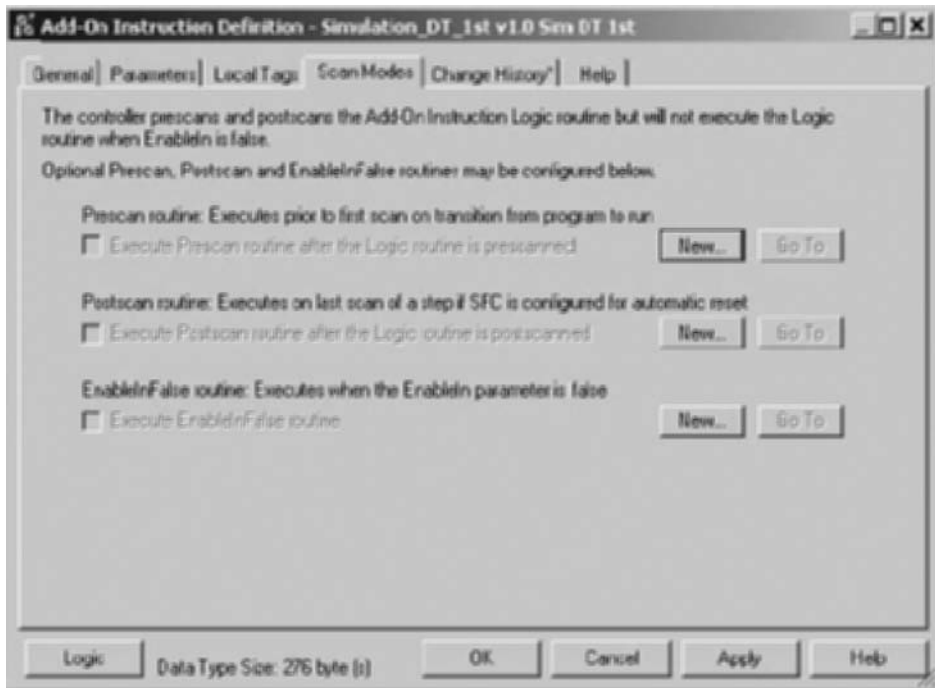 Add-On Instruction Definition - Simulation_DT_1st v1.0 Sim DT 1st
General Parameters Local Tags Scan Modes Change History* Help
The controller prescans and postscans the Add-On Instruction Logic routine but will not execute the Logic
routine when EnableIn is false.
Optional Prescan, Postscan and EnableInFalse routines may be configured below.
Prescan routine: Executes prior to first scan on transition from program to run
Execute Prescan routine after the Logic routine is prescanned New... Go To
Postscan routine: Executes on last scan of a step if SFC is configured for automatic reset
Execute Postscan routine after the Logic routine is postscanned New... Go To
EnableInFalse routine: Executes when the EnableIn parameter is false
Execute EnableInFalse routine New... Go To
Logic Data Type Size: 276 byte (s) OK Cancel Apply Help